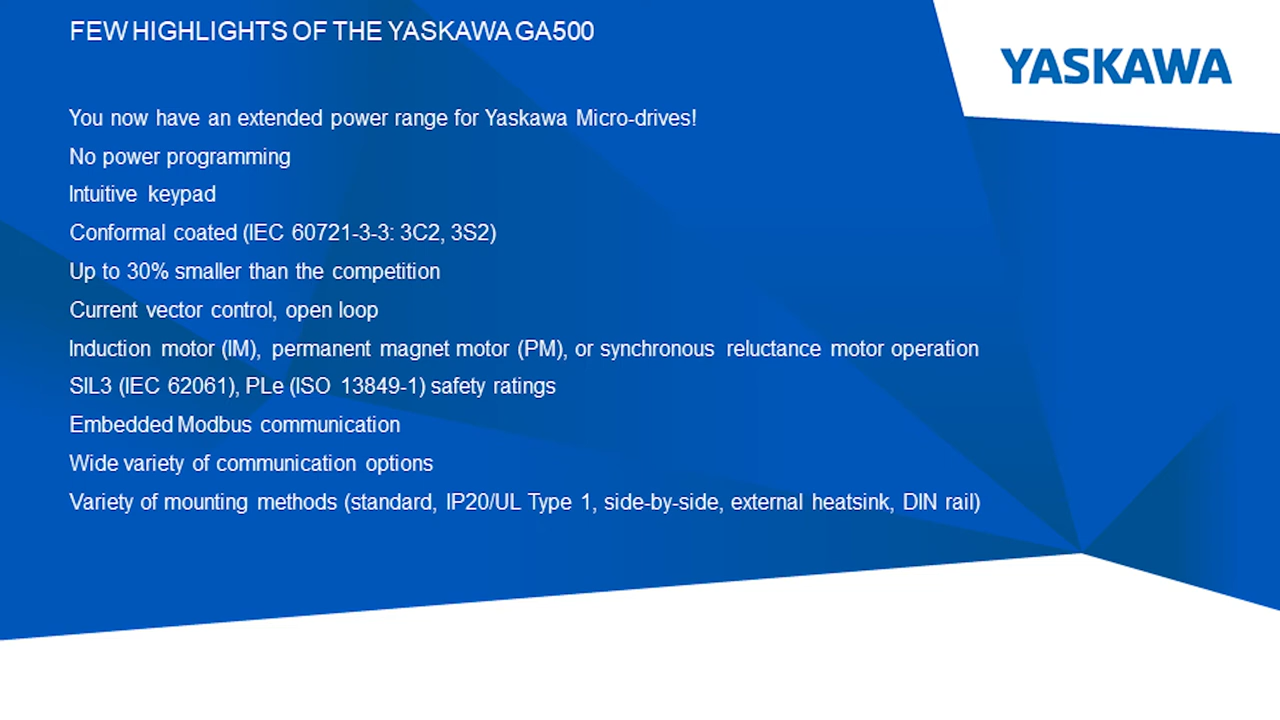 FEW HIGHLIGHTS OF THE YASKAWA GA500
YASKAWA
You now have an extended power range for Yaskawa Micro-drives!
No power programming
Intuitive keypad
Conformal coated (IEC 60721-3-3: 3C2, 3S2)
Up to 30% smaller than the competition
Current vector control, open loop
Induction motor (IM), permanent magnet motor (PM), or synchronous reluctance motor operation
SIL3 (IEC 62061), PLe (ISO 13849-1) safety ratings
Embedded Modbus communication
Wide variety of communication options
Variety of mounting methods (standard, IP20/UL Type 1, side-by-side, external heatsink, DIN rail)